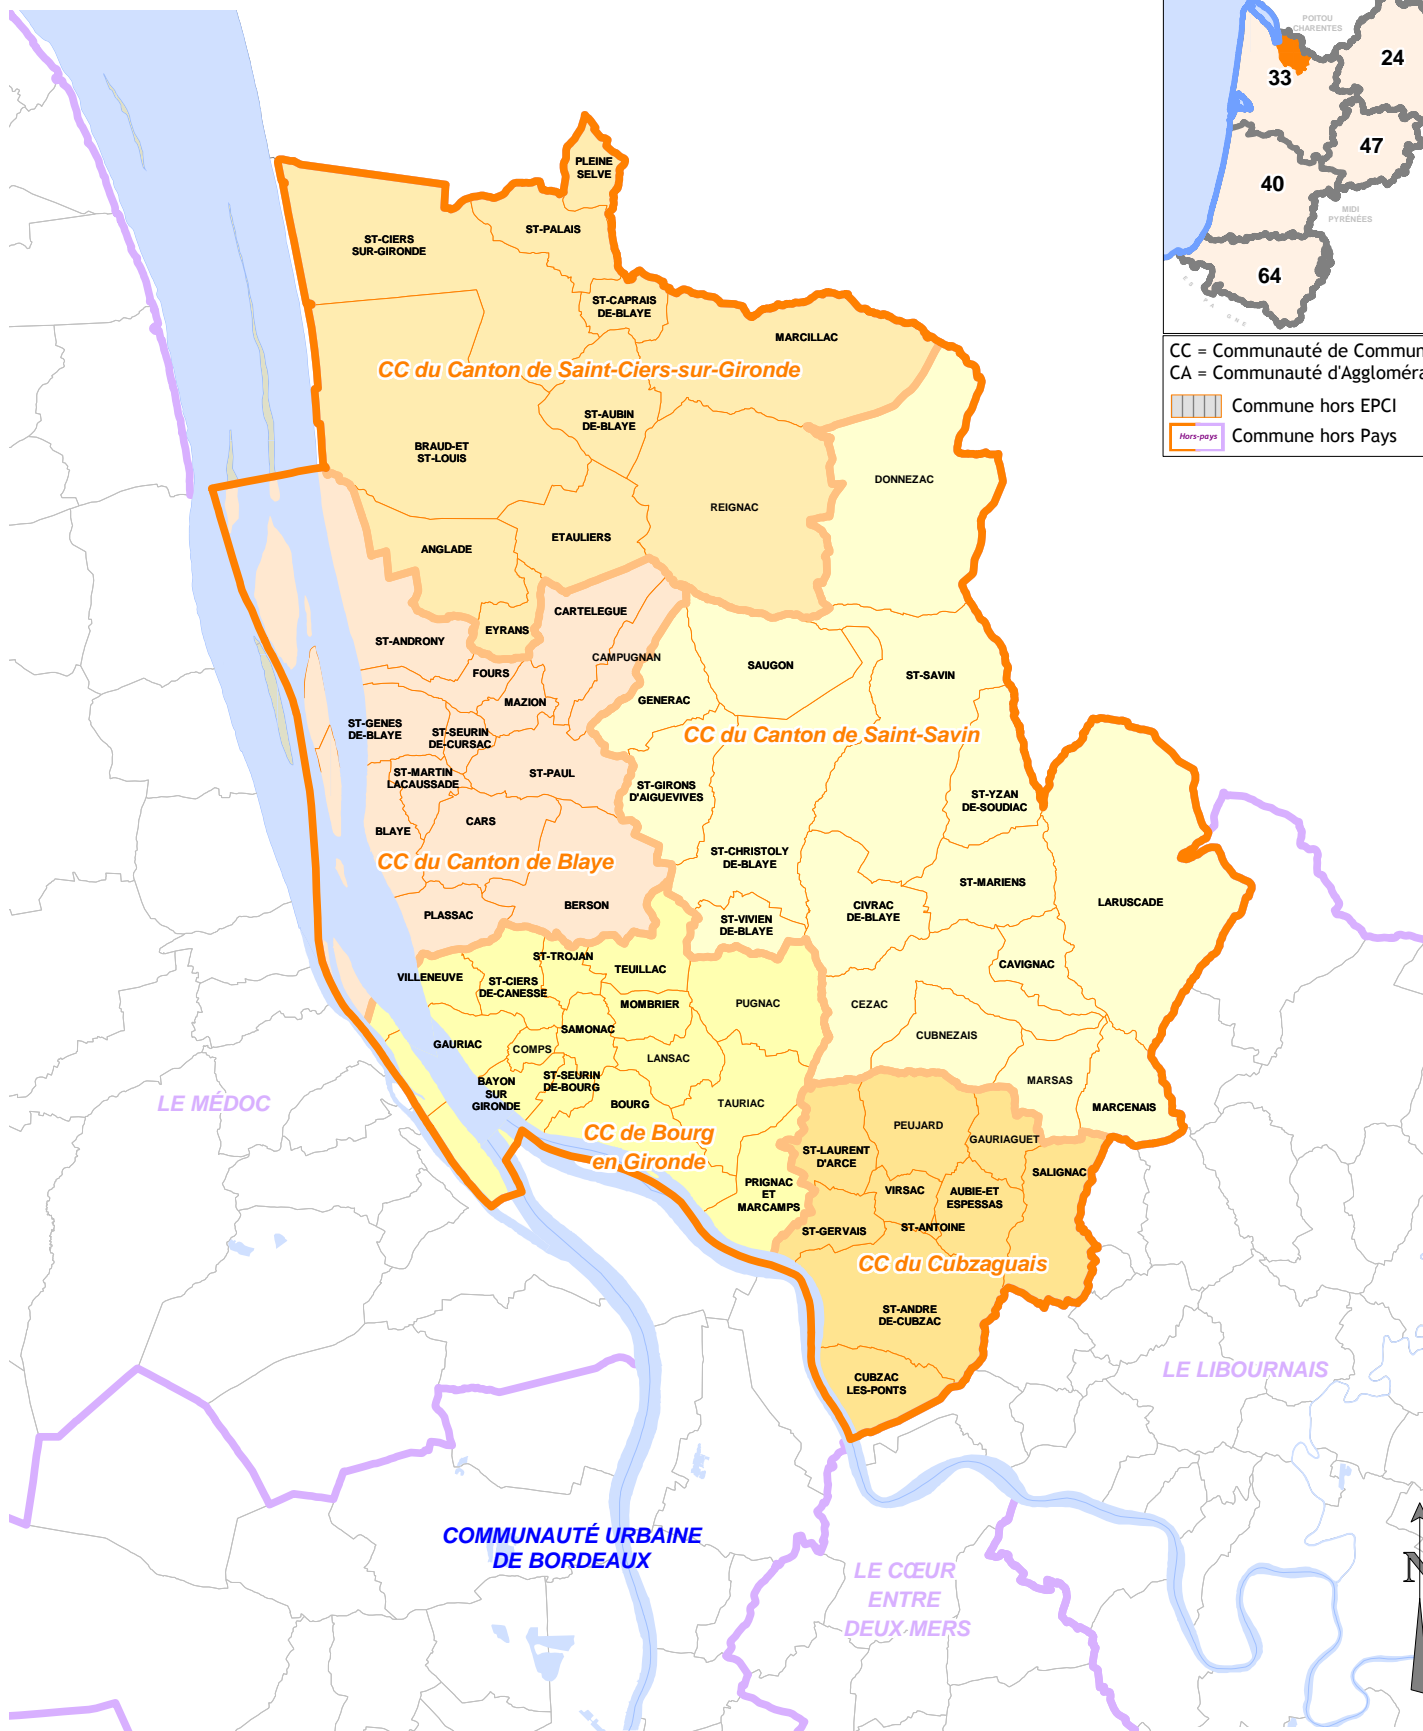 POITOU
CHARENTES
24
33
47
40
MIDI
PYRÉNÉES
64
CC = Communauté de Commun
CA = Communauté d'Aggloméra
Commune hors EPCI
Hors-pays
Commune hors Pays
PLEINE
SELVE
ST-PALAIS
ST-CIERS
SUR-GIRONDE
ST-CAPRAIS
DE-BLAYE
MARCILLAC
CC du Canton de Saint-Ciers-sur-Gironde
ST-AUBIN
DE-BLAYE
BRAUD-ET
ST-LOUIS
DONNEZAC
REIGNAC
ETAULIERS
ANGLADE
CARTELEGUE
EYRANS
ST-ANDRONY
CAMPUGNAN
FOURS
SAUGON
ST-SAVIN
MAZION
GENERAC
ST-GENES
DE-BLAYE
ST-SEURIN
DE-CURSAC
CC du Canton de Saint-Savin
ST-MARTIN
LACAUSSADE
ST-PAUL
ST-GIRONS
D'AIGUEVIVES
ST-YZAN
DE-SOUDIAC
BLAYE
CARS
CC du Canton de Blaye
ST-CHRISTOLY
DE-BLAYE
ST-MARIENS
LARUSCADE
PLASSAC
BERSON
ST-VIVIEN
DE-BLAYE
CIVRAC
DE-BLAYE
ST-TROJAN
TEUILLAC
CAVIGNAC
VILLENEUVE
ST-CIERS
DE-CANESSE
MOMBRIER
PUGNAC
CEZAC
SAMONAC
CUBNEZAIS
GAURIAC
COMPS
LANSAC
ST-SEURIN
DE-BOURG
BAYON
SUR
GIRONDE
MARSAS
BOURG
TAURIAC
MARCENAIS
LE MÉDOC
CC de Bourg
en Gironde
PEUJARD
GAURIAGUET
ST-LAURENT
D'ARCE
SALIGNAC
PRIGNAC
ET
MARCAMPS
VIRSAC
AUBIE-ET
ESPESSAS
ST-GERVAIS
ST-ANTOINE
CC du Cubzaguais
ST-ANDRE
DE-CUBZAC
CUBZAC
LES-PONTS
LE LIBOURNAIS
COMMUNAUTÉ URBAINE
DE BORDEAUX
LE CŒUR
ENTRE
DEUX-MERS
N